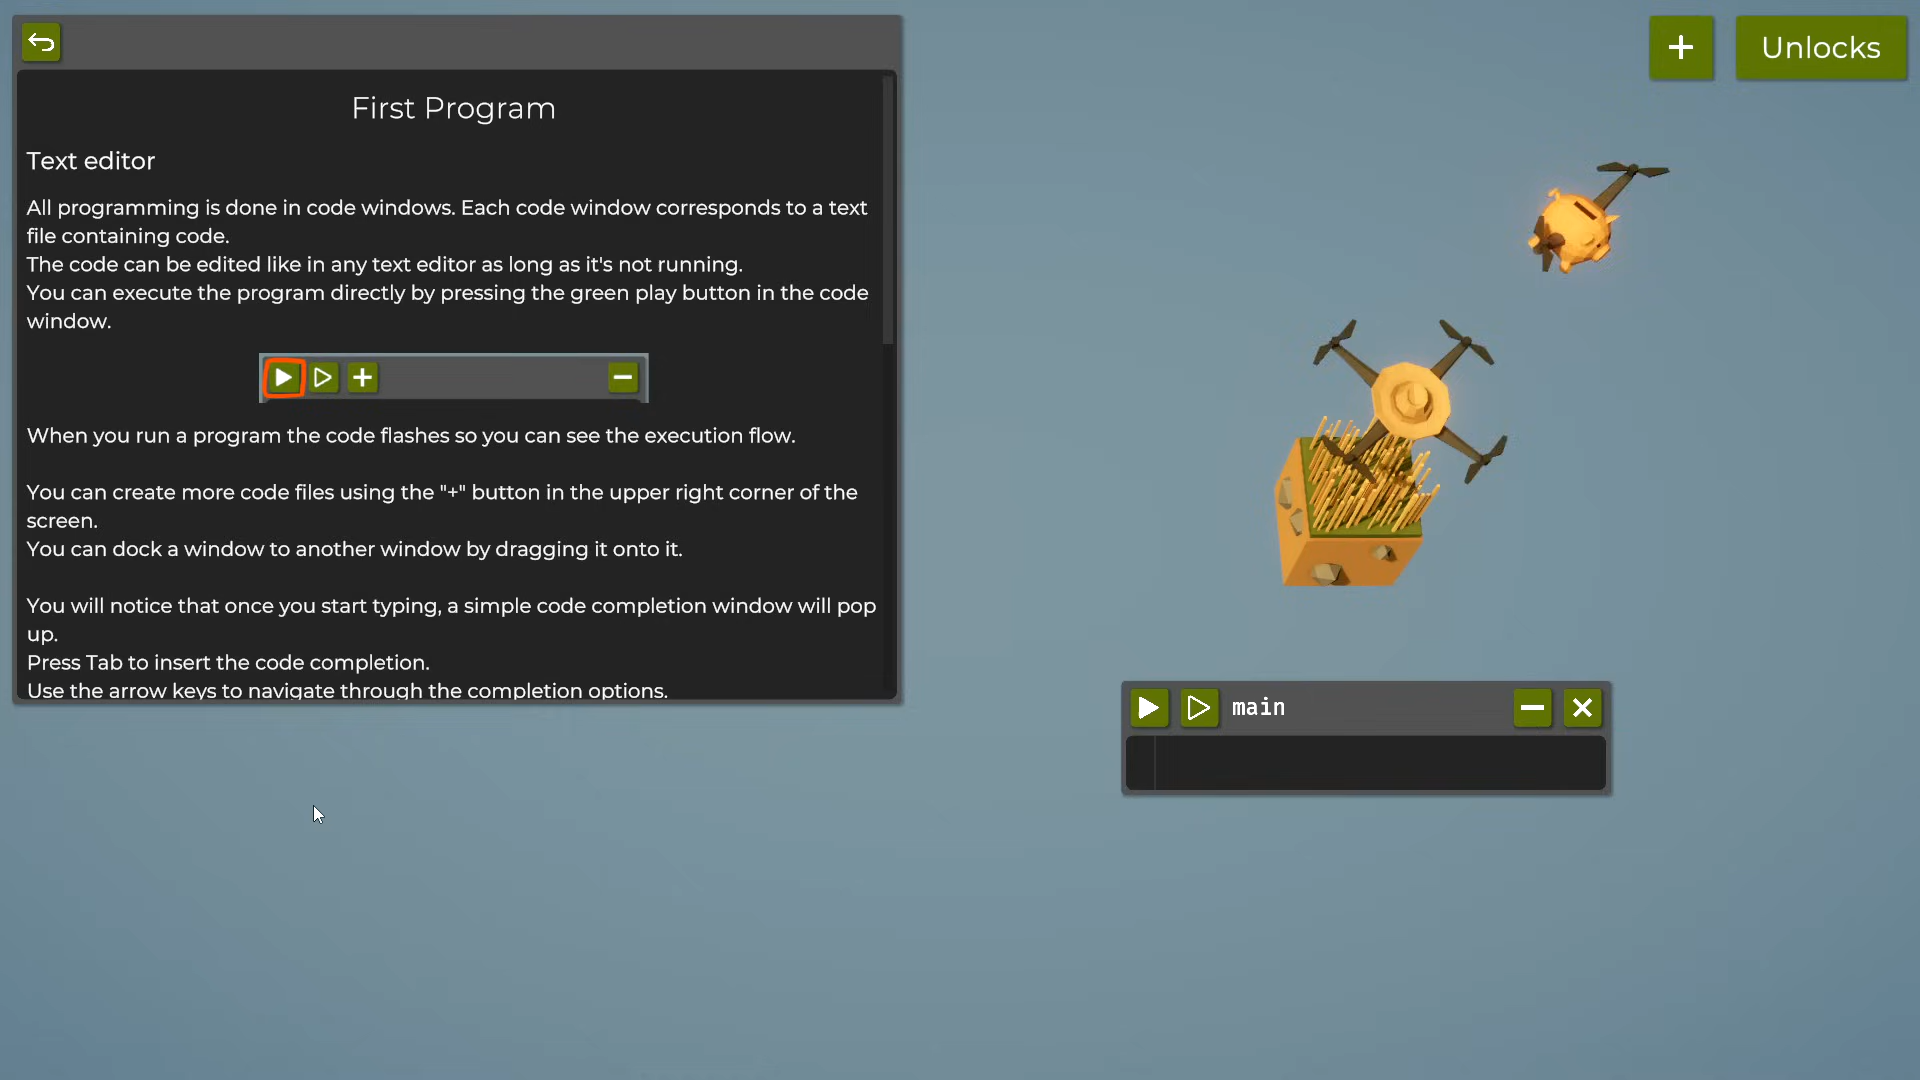 Unlocks
First Program
Text editor
All programming is done in code windows. Each code window corresponds to a text
file containing code.
The code can be edited like in any text editor as long as it's not running.
You can execute the program directly by pressing the green play button in the code
window.
When you run a program the code flashes so you can see the execution flow.
You can create more code files using the "+" button in the upper right corner of the
screen.
You can dock a window to another window by dragging it onto it.
You will notice that once you start typing, a simple code completion window will pop
up.
Press Tab to insert the code completion.
Use the arrow keys to navigate through the completion options.
main